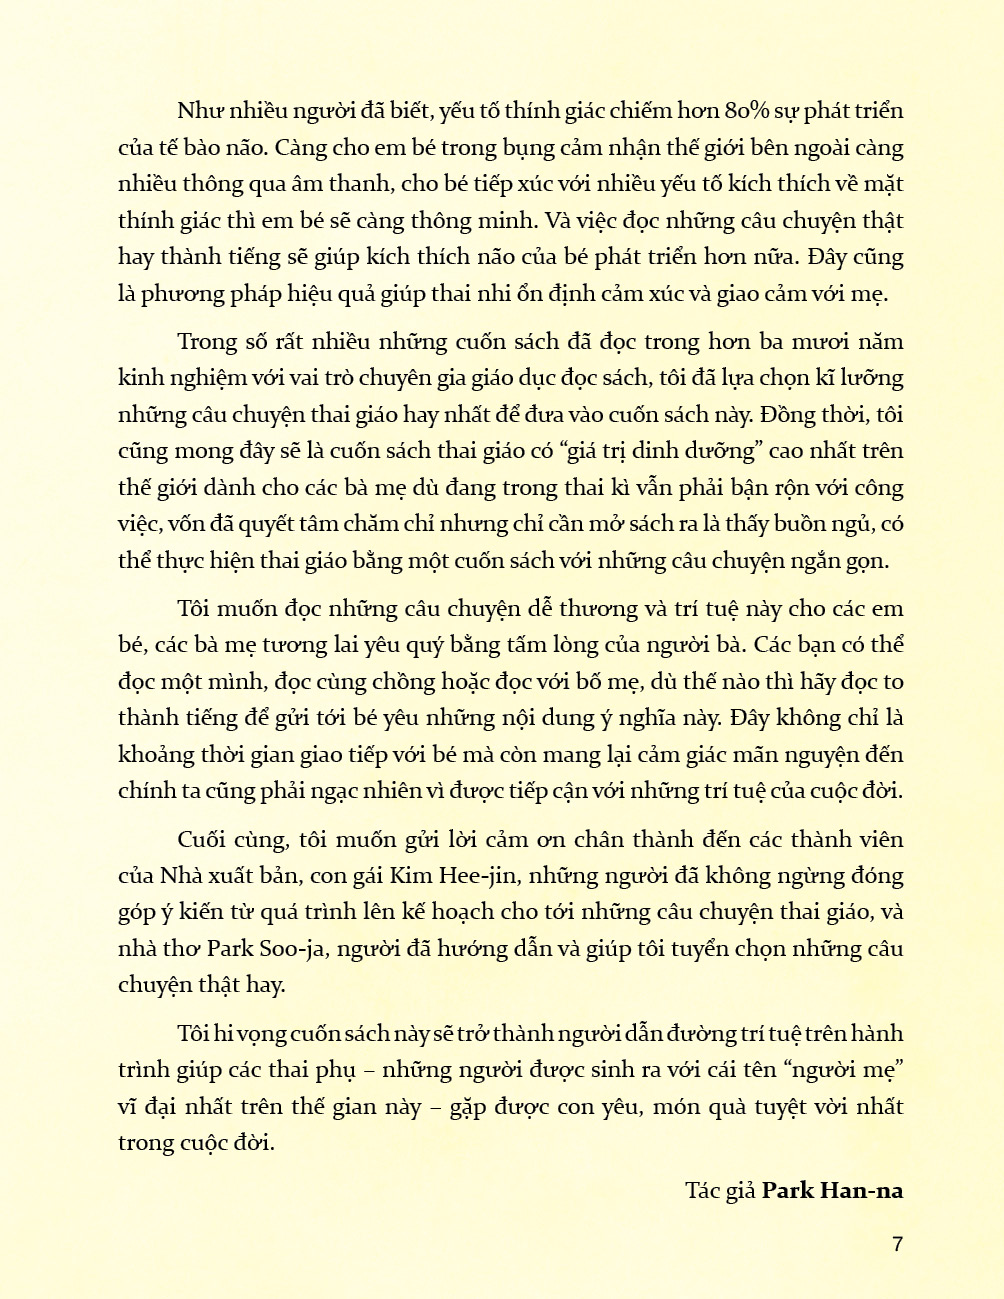 Như nhiều người đã biết, yếu tố thính giác chiếm hơn 80% sự phát triển
của tế bào não. Càng cho em bé trong bụng cảm nhận thế giới bên ngoài càng
nhiều thông qua âm thanh, cho bé tiếp xúc với nhiều yếu tố kích thích về mặt
thính giác thì em bé sẽ càng thông minh. Và việc đọc những câu chuyện thật
hay thành tiếng sẽ giúp kích thích não của bé phát triển hơn nữa. Đây cũng
là phương pháp hiệu quả giúp thai nhi ổn định cảm xúc và giao cảm với mẹ.
Trong số rất nhiều những cuốn sách đã đọc trong hơn ba mươi năm
kinh nghiệm với vai trò chuyên gia giáo dục đọc sách, tôi đã lựa chọn kĩ lưỡng
những câu chuyện thai giáo hay nhất để đưa vào cuốn sách này. Đồng thời, tôi
cũng mong đây sẽ là cuốn sách thai giáo có “giá trị dinh dưỡng” cao nhất trên
thế giới dành cho các bà mẹ dù đang trong thai kì vẫn phải bận rộn với công
việc, vốn đã quyết tâm chăm chỉ nhưng chỉ cần mở sách ra là thấy buồn ngủ, có
thể thực hiện thai giáo bằng một cuốn sách với những câu chuyện ngắn gọn.
Tôi muốn đọc những câu chuyện dễ thương và trí tuệ này cho các em
bé, các bà mẹ tương lai yêu quý bằng tấm lòng của người bà. Các bạn có thể
đọc một mình, đọc cùng chồng hoặc đọc với bố mẹ, dù thế nào thì hãy đọc to
thành tiếng để gửi tới bé yêu những nội dung ý nghĩa này. Đây không chỉ là
khoảng thời gian giao tiếp với bé mà còn mang lại cảm giác mãn nguyện đến
chính ta cũng phải ngạc nhiên vì được tiếp cận với những trí tuệ của cuộc đời.
Cuối cùng, tôi muốn gửi lời cảm ơn chân thành đến các thành viên
của Nhà xuất bản, con gái Kim Hee-jin, những người đã không ngừng đóng
góp ý kiến từ quá trình lên kế hoạch cho tới những câu chuyện thai giáo, và
nhà thơ Park Soo-ja, người đã hướng dẫn và giúp tôi tuyển chọn những câu
chuyện thật hay.
Tôi hi vọng cuốn sách này sẽ trở thành người dẫn đường trí tuệ trên hành
trình giúp các thai phụ – những người được sinh ra với cái tên “người mẹ”
vĩ đại nhất trên thế gian này – gặp được con yêu, món quà tuyệt vời nhất
trong cuộc đời.
Tác giả Park Han-na
7